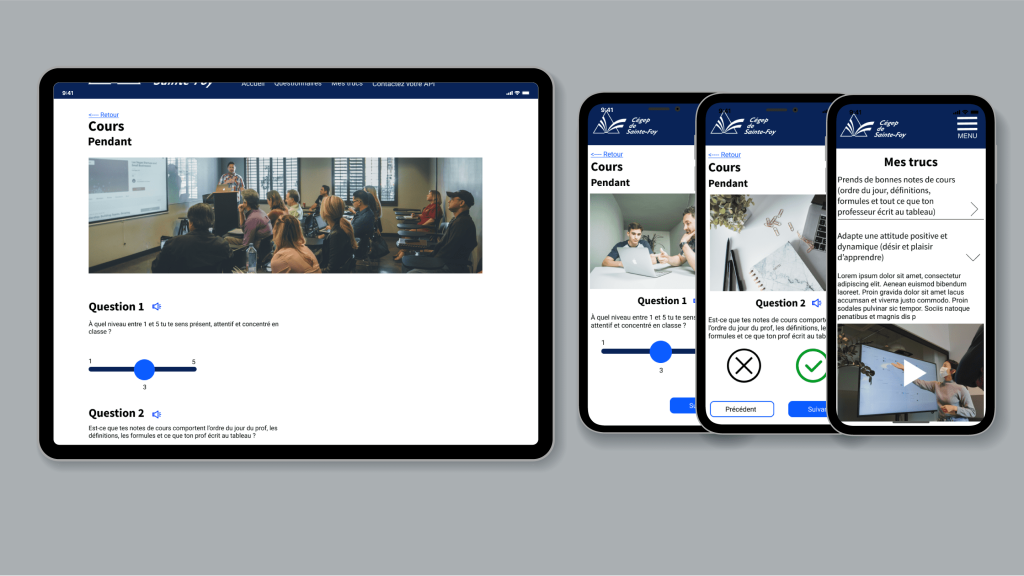 Sainte-Foy
Accueil Questionnaires Mes trucs Contactez votre API
9:41
<— Retour
Cours
Pendant
Question 1
À quel niveau entre 1 et 5 tu te sens présent, attentif et concentré en
classe ?
1 5
3
Question 2
Est-ce que tes notes de cours comportent l'ordre du jour du prof, les
définitions, les formules et ce que ton prof écrit au tableau ?
9:41
Cégep
de
Sainte-Foy
<— Retour
Cours
Pendant
Question 1
À quel niveau entre 1 et 5 tu te sens
attentif et concentré en classe ?
1
3
Su
9:41
Cégep
de
Sainte-Foy
<— Retour
Cours
Pendant
Question 2
Est-ce que tes notes de cours compor
l'ordre du jour du prof, les définitions, le
formules et ce que ton prof écrit au tab
Précédent
Suivan
Cégep
de
Sainte-Foy
MENU
Mes trucs
Prends de bonnes notes de cours
(ordre du jour, définitions,
formules et tout ce que ton
professeur écrit au tableau)
Adapte une attitude positive et
dynamique (désir et plaisir
d'apprendre)
Lorem ipsum dolor sit amet, consectetur
adipiscing elit. Aenean euismod bibendum
laoreet. Proin gravida dolor sit amet lacus
accumsan et viverra justo commodo. Proin
sodales pulvinar sic tempor. Sociis natoque
penatibus et magnis dis p